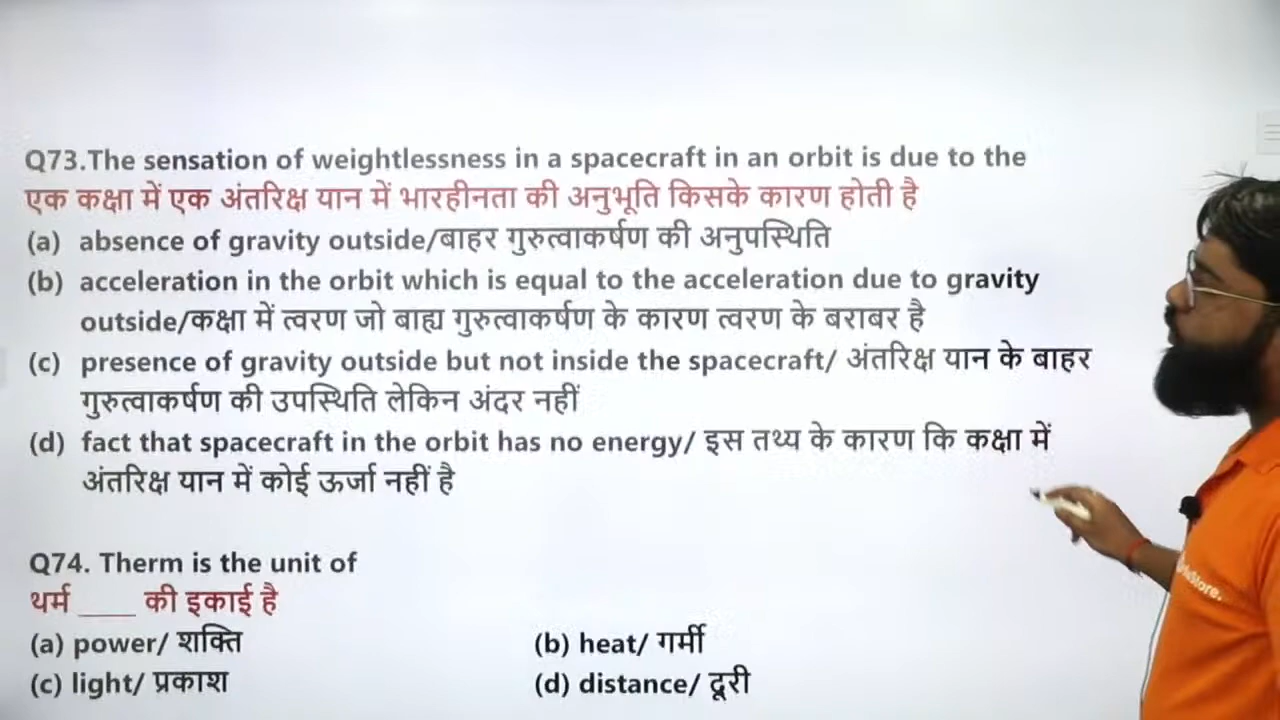 Q73.The sensation of weightlessness in a spacecraft in an orbit is due to the
एक कक्षा में एक अंतरिक्ष यान में भारहीनता की अनुभूति किसके कारण होती है
(a) absence of gravity outside/बाहर गुरुत्वाकर्षण की अनुपस्थिति
(b) acceleration in the orbit which is equal to the acceleration due to gravity
outside/कक्षा में त्वरण जो बाह्य गुरुत्वाकर्षण के कारण त्वरण के बराबर है
(c) presence of gravity outside but not inside the spacecraft/ अंतरिक्ष यान के बाहर
गुरुत्वाकर्षण की उपस्थिति लेकिन अंदर नहीं
(d) fact that spacecraft in the orbit has no energy/ इस तथ्य के कारण कि कक्षा में
अंतरिक्ष यान में कोई ऊर्जा नहीं है
Q74. Therm is the unit of
थर्म ____ की इकाई है
(a) power/ शक्ति
(b) heat/ गर्मी
(c) light/ प्रकाश
(d) distance/ दूरी